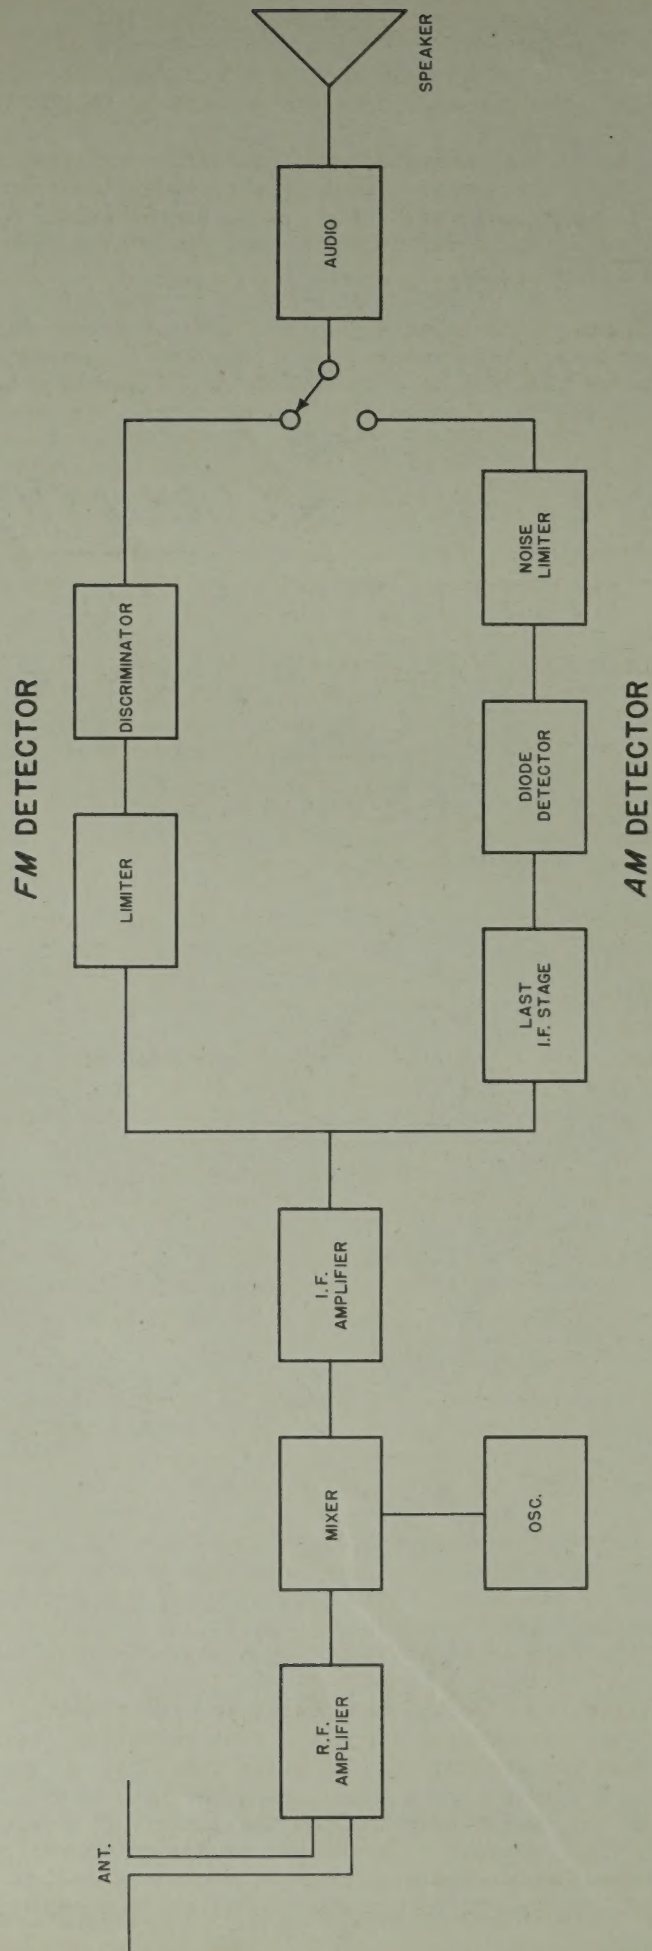 FM DETECTOR
ANT.
R.F.
AMPLIFIER
MIXER
OSC.
I.F.
AMPLIFIER
LIMITER
DISCRIMINATOR
LAST
I.F. STAGE
DIODE
DETECTOR
NOISE
LIMITER
AUDIO
SPEAKER
AM DETECTOR